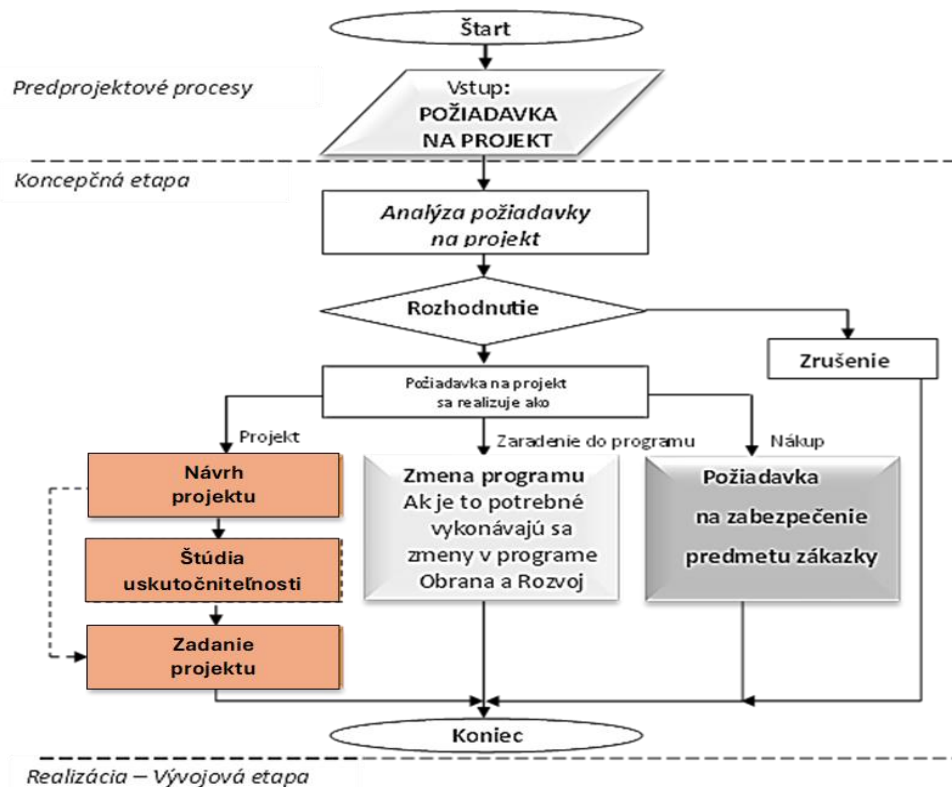 Štart
Predprojektové procesy
Vstup:
POŽIADAVKA
NA PROJEKT
Koncepčná etapa
Analýza požiadavky
na projekt
Rozhodnutie
Zrušenie
Požiadavka na projekt
sa realizuje ako
Projekt
Zaradenie do programu
Nákup
Návrh
projektu
Štúdia
uskutočniteľnosti
Zadanie
projektu
Zmena programu
Ak je to potrebné
vykonávajú sa
zmeny v programe
Obrana a Rozvoj
Požiadavka
na zabezpečenie
predmetu zákazky
Koniec
Realizácia – Vývojová etapa